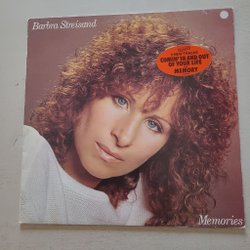 Barbra Streisand
COMIN' IN AND OUT
OF YOUR LIFE
MEMORY
Memories